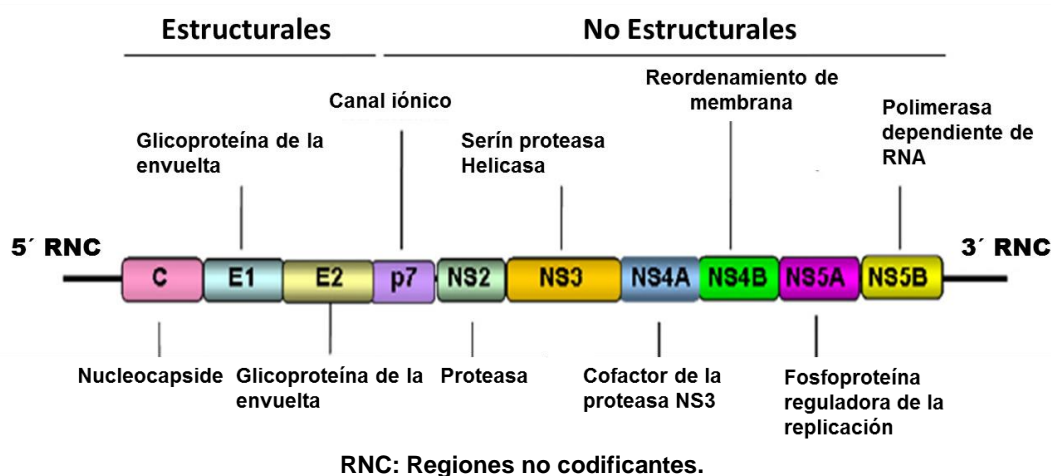 Estructurales
No Estructurales
Canal iónico
Reordenamiento de
membrana
Glicoproteína de la
envuelta
Serín proteasa
Helicasa
Polimerasa
dependiente de
RNA
5´ RNC
3´ RNC
C
E1
E2
p7
NS2
NS3
NS4A
NS4B
NS5A
NS5B
Nucleocapside
Glicoproteína de la
envuelta
Proteasa
Cofactor de la
proteasa NS3
Fosfoproteína
reguladora de la
replicación
RNC: Regiones no codificantes.